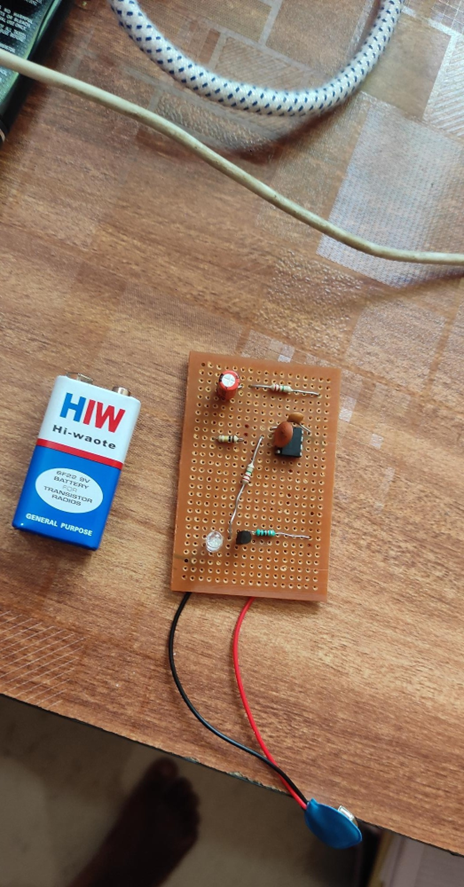 HIW
Hi-waote
6F22 9V
BATTERY
FOR
TRANSISTOR
RADIOS
GENERAL PURPOSE